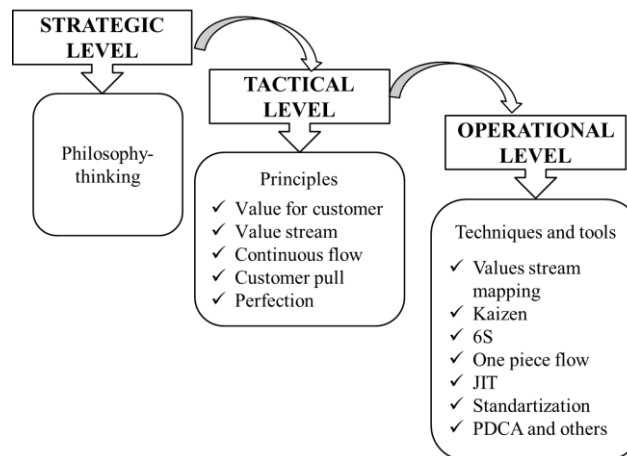 STRATEGIC
LEVEL
Philosophy-
thinking
TACTICAL
LEVEL
Principles
✓ Value for customer
✓ Value stream
✓ Continuous flow
✓ Customer pull
✓ Perfection
OPERATIONAL
LEVEL
Techniques and tools
✓ Values stream
mapping
✓ Kaizen
✓ 6S
✓ One piece flow
✓ JIT
✓ Standartization
✓ PDCA and others